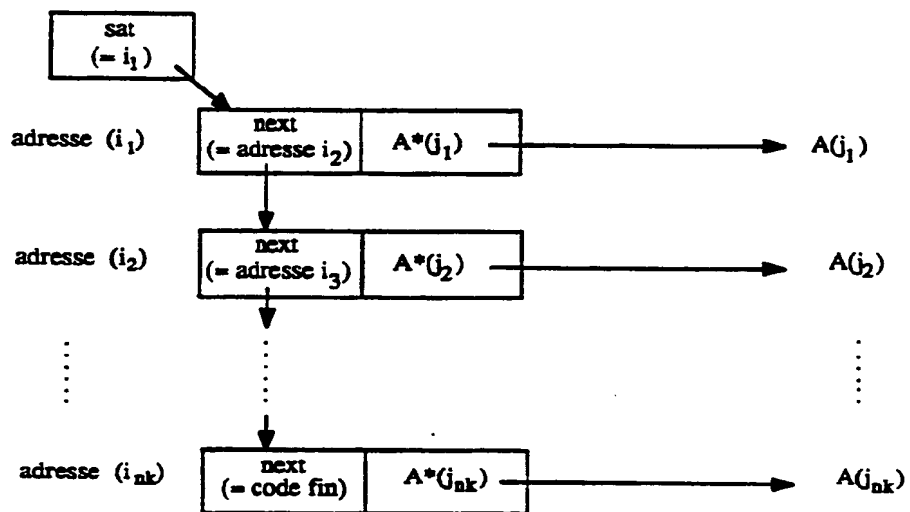 sat
(= i₁)
adresse (i₁)
next
(= adresse i₂)
A*(j₁)
A(j₁)
adresse (i₂)
next
(= adresse i₃)
A*(j₂)
A(j₂)
adresse (iₙₖ)
next
(= code fin)
A*(jₙₖ)
A(jₙₖ)